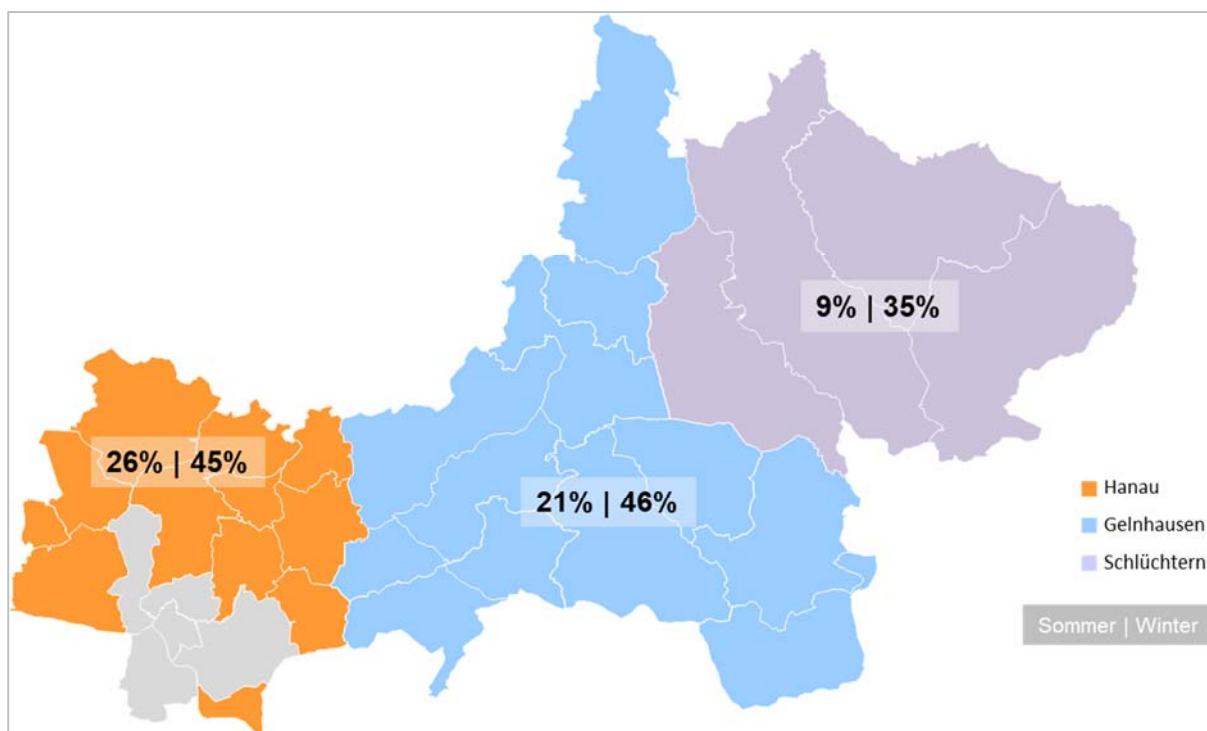 9% | 35%
26% | 45%
21% | 46%
Hanau
Gelnhausen
Schlüchtern
Sommer | Winter